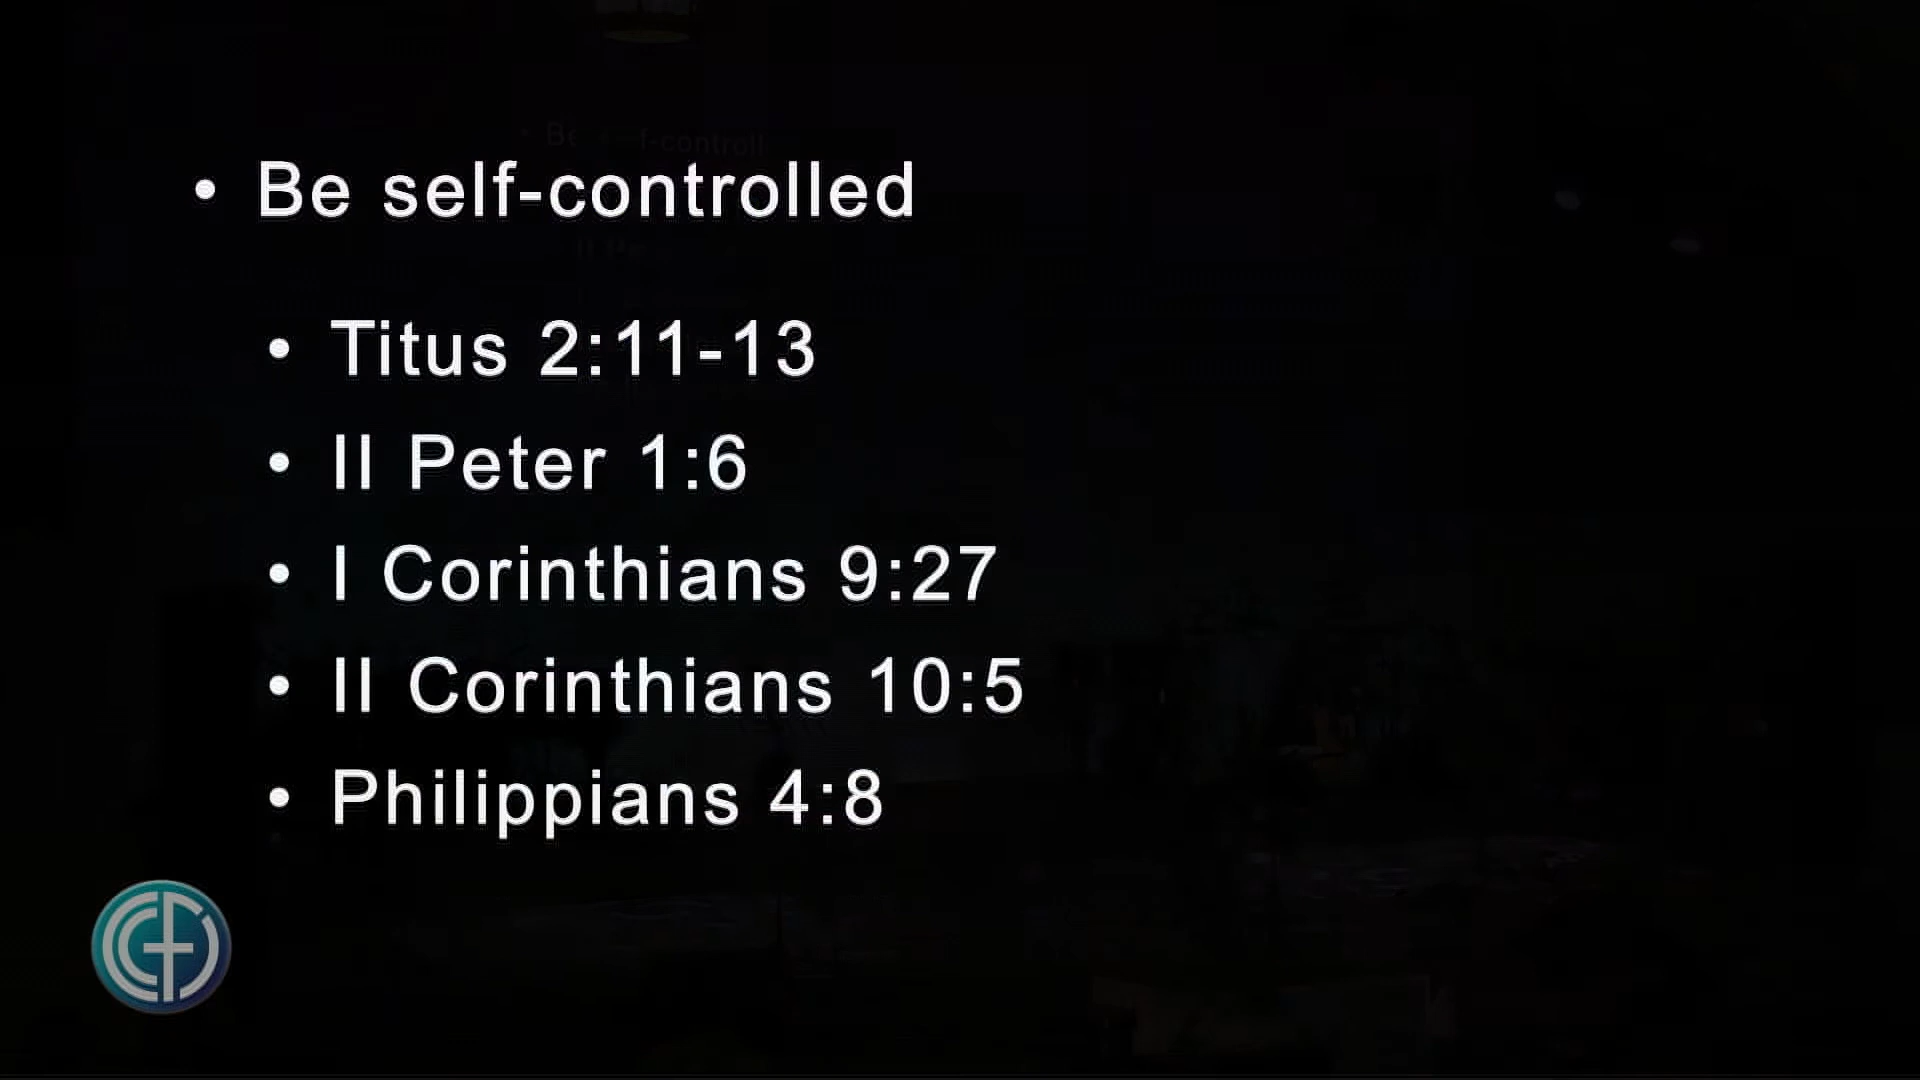 • Be self-controlled
• Titus 2:11-13
• II Peter 1:6
• I Corinthians 9:27
• II Corinthians 10:5
• Philippians 4:8